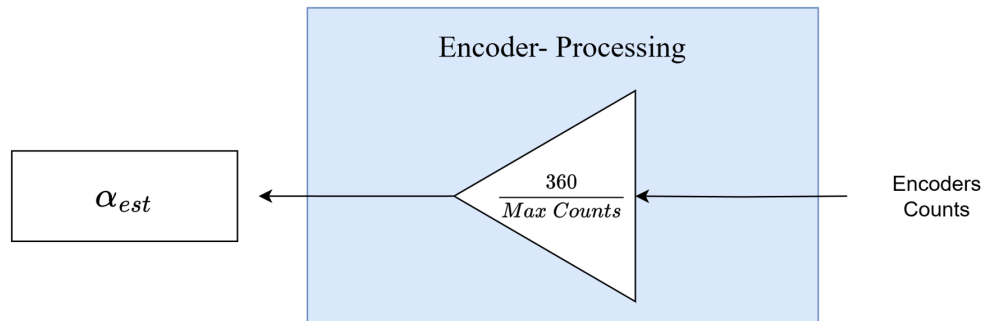 Encoder- Processing
α_est
360
Max Counts
Encoders
Counts